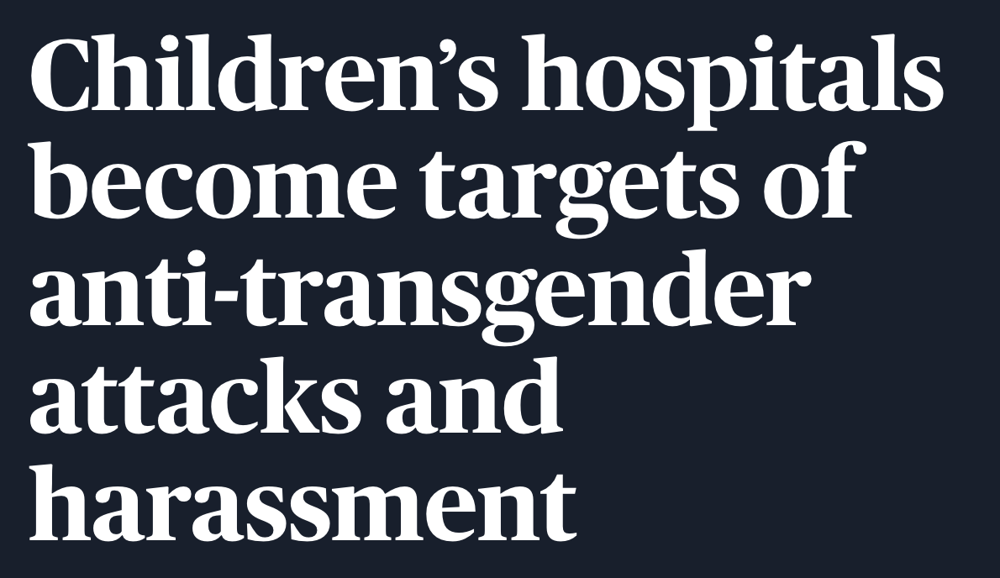 Children’s hospitals
become targets of
anti-transgender
attacks and
harassment